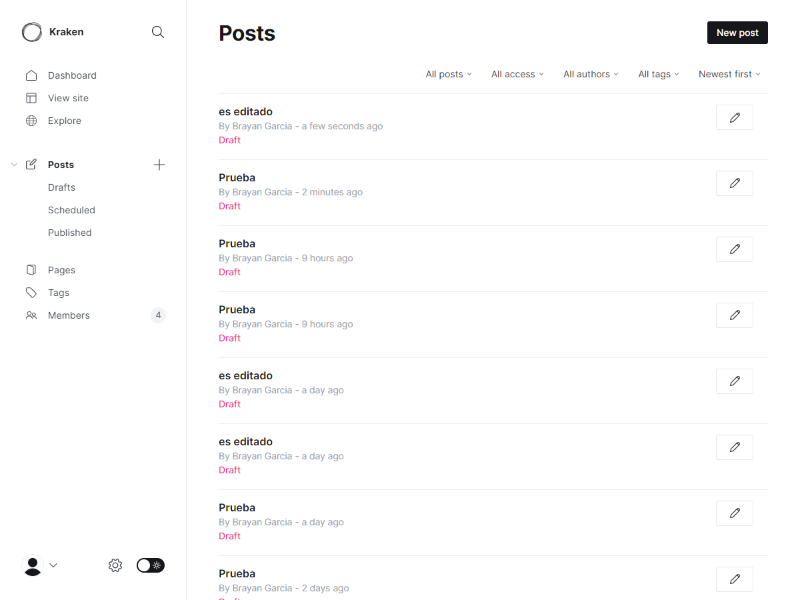 Kraken
Dashboard
View site
Explore
Posts
Drafts
Scheduled
Published
Pages
Tags
Members 4
Posts
New post
All posts All access All authors All tags Newest first
es editado
By Brayan Garcia - a few seconds ago
Draft
Prueba
By Brayan Garcia - 2 minutes ago
Draft
Prueba
By Brayan Garcia - 9 hours ago
Draft
Prueba
By Brayan Garcia - 9 hours ago
Draft
es editado
By Brayan Garcia - a day ago
Draft
es editado
By Brayan Garcia - a day ago
Draft
Prueba
By Brayan Garcia - a day ago
Draft
Prueba
By Brayan Garcia - 2 days ago